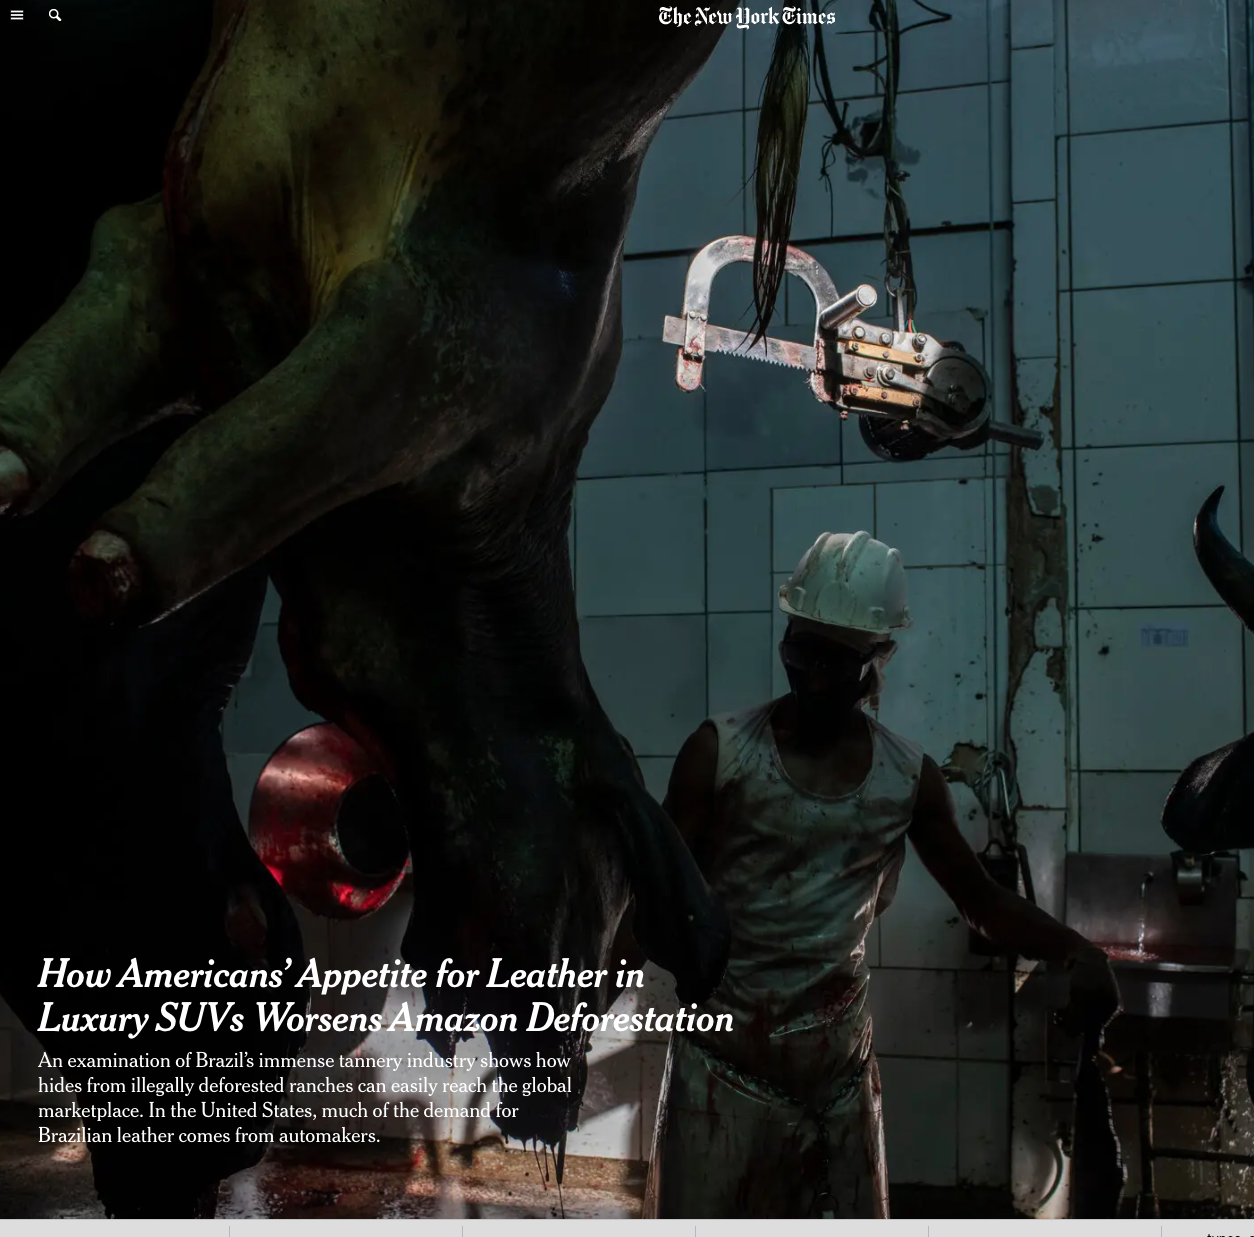 The New York Times
How Americans’ Appetite for Leather in
Luxury SUVs Worsens Amazon Deforestation
An examination of Brazil’s immense tannery industry shows how
hides from illegally deforested ranches can easily reach the global
marketplace. In the United States, much of the demand for
Brazilian leather comes from automakers.